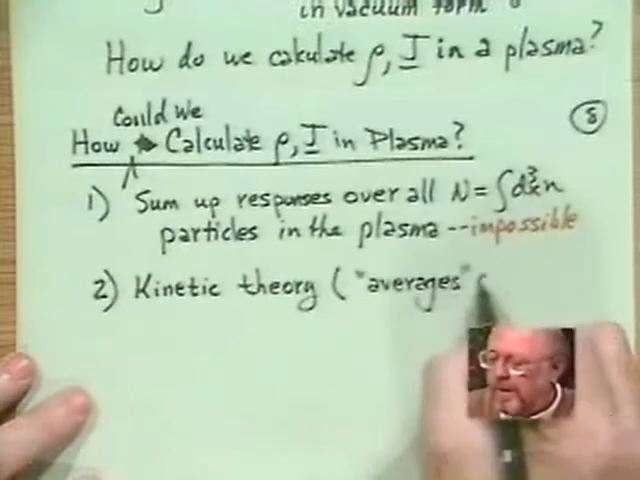 in vacuum form
How do we calculate ρ, J in a plasma?
Could We
8
How Calculate ρ, J in Plasma?
1) Sum up responses over all N = ∫d³x n
particles in the plasma--impossible
2) Kinetic theory ("averages"